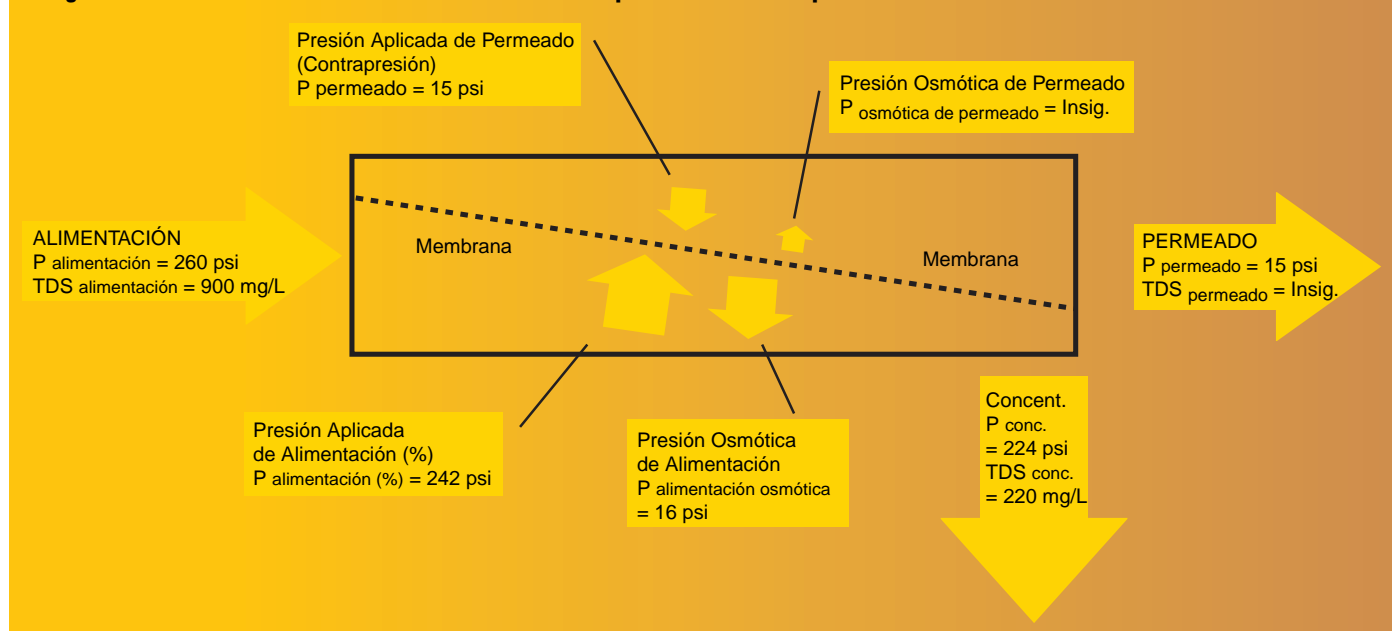 Presión Aplicada de Permeado
(Contrapresión)
P permeado = 15 psi
Presión Osmótica de Permeado
P osmótica de permeado = Insig.
ALIMENTACIÓN
P alimentación = 260 psi
TDS alimentación = 900 mg/L
Membrana
Membrana
PERMEADO
P permeado = 15 psi
TDS permeado = Insig.
Presión Aplicada
de Alimentación (%)
P alimentación (%) = 242 psi
Presión Osmótica
de Alimentación
P alimentación osmótica
= 16 psi
Concent.
P conc.
= 224 psi
TDS conc.
= 220 mg/L